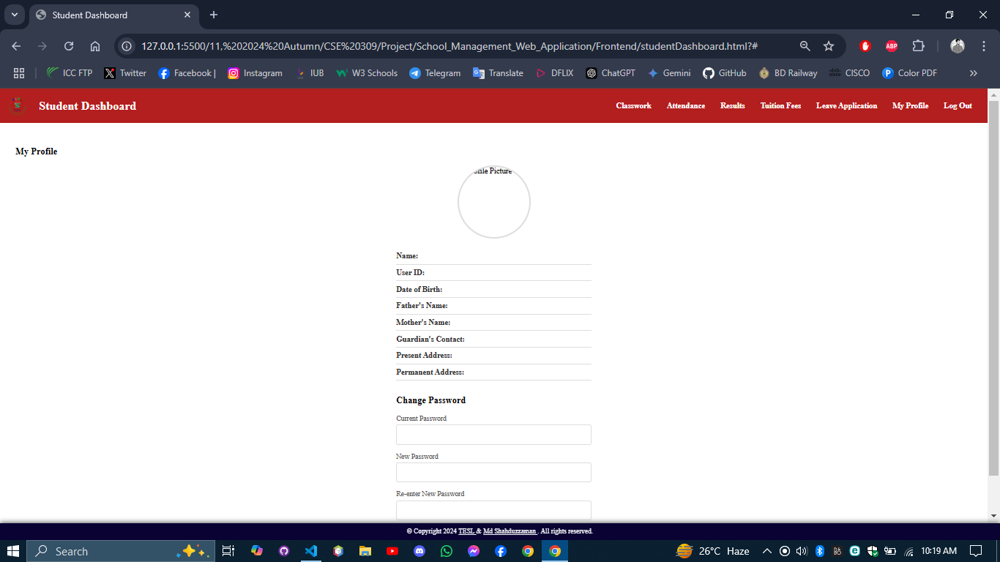 Student Dashboard
127.0.0.1:5500/11,%202024%20Autumn/CSE%20309/Project/School_Management_Web_Application/Frontend/studentDashboard.html?#
ABP
ICC FTP Twitter Facebook | Instagram IUB W3 Schools Telegram Translate DFLIX ChatGPT Gemini GitHub BD Railway CISCO Color PDF
Student Dashboard Classwork Attendance Results Tuition Fees Leave Application My Profile Log Out
My Profile
ofile Picture
Name:
User ID:
Date of Birth:
Father's Name:
Mother's Name:
Guardian's Contact:
Present Address:
Permanent Address:
Change Password
Current Password
New Password
Re-enter New Password
© Copyright 2024 TESL & Md Shahduzzaman . All rights reserved.
Search 26°C Haze 10:19 AM